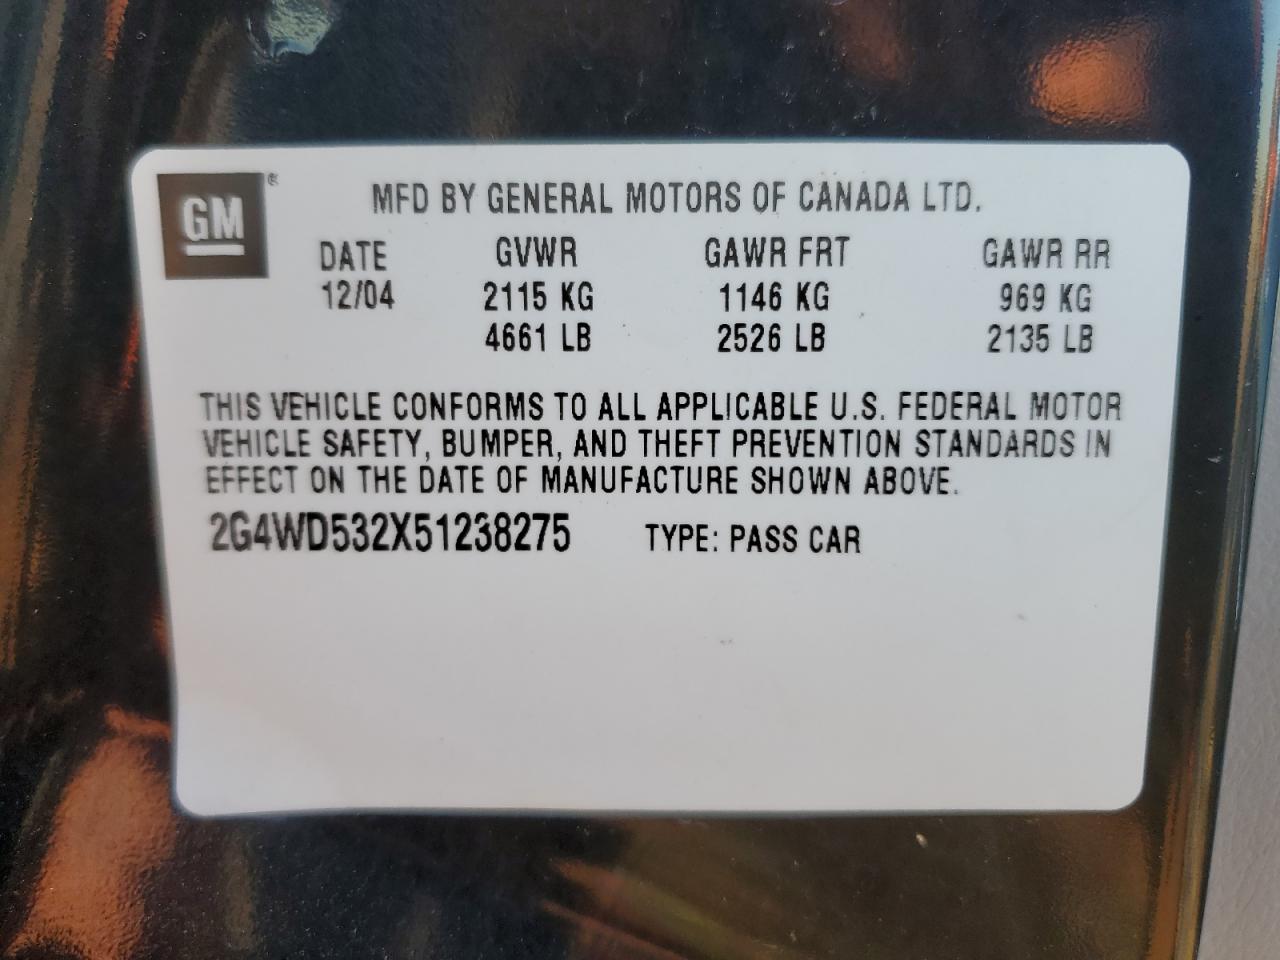 GM®
MFD BY GENERAL MOTORS OF CANADA LTD.
DATE GVWR GAWR FRT GAWR RR
12/04 2115 KG 1146 KG 969 KG
4661 LB 2526 LB 2135 LB
THIS VEHICLE CONFORMS TO ALL APPLICABLE U.S. FEDERAL MOTOR
VEHICLE SAFETY, BUMPER, AND THEFT PREVENTION STANDARDS IN
EFFECT ON THE DATE OF MANUFACTURE SHOWN ABOVE.
2G4WD532X51238275 TYPE: PASS CAR